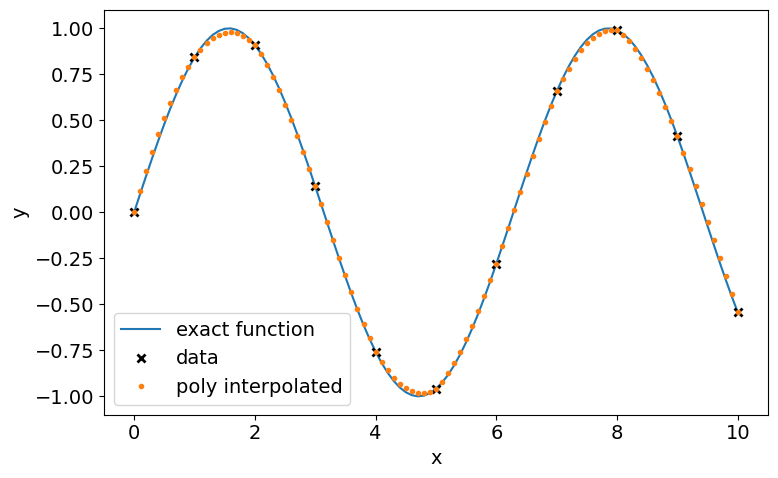 1.00
0.75
0.50
0.25
0.00
−0.25
−0.50
−0.75
−1.00
y
exact function
data
poly interpolated
0 2 4 6 8 10
x